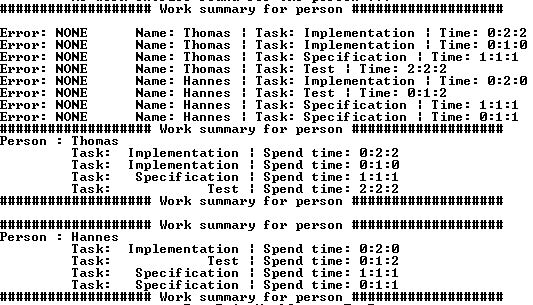 #################### Work summary for person ####################
Error: NONE Name: Thomas ¦ Task: Implementation ¦ Time: 0:2:2
Error: NONE Name: Thomas ¦ Task: Implementation ¦ Time: 0:1:0
Error: NONE Name: Thomas ¦ Task: Specification ¦ Time: 1:1:1
Error: NONE Name: Thomas ¦ Task: Test ¦ Time: 2:2:2
Error: NONE Name: Hannes ¦ Task: Implementation ¦ Time: 0:2:0
Error: NONE Name: Hannes ¦ Task: Test ¦ Time: 0:1:2
Error: NONE Name: Hannes ¦ Task: Specification ¦ Time: 1:1:1
Error: NONE Name: Hannes ¦ Task: Specification ¦ Time: 0:1:1
#################### Work summary for person ####################
Person : Thomas
Task: Implementation ¦ Spend time: 0:2:2
Task: Implementation ¦ Spend time: 0:1:0
Task: Specification ¦ Spend time: 1:1:1
Task: Test ¦ Spend time: 2:2:2
#################### Work summary for person ####################
#################### Work summary for person ####################
Person : Hannes
Task: Implementation ¦ Spend time: 0:2:0
Task: Test ¦ Spend time: 0:1:2
Task: Specification ¦ Spend time: 1:1:1
Task: Specification ¦ Spend time: 0:1:1
#################### Work summary for person ####################